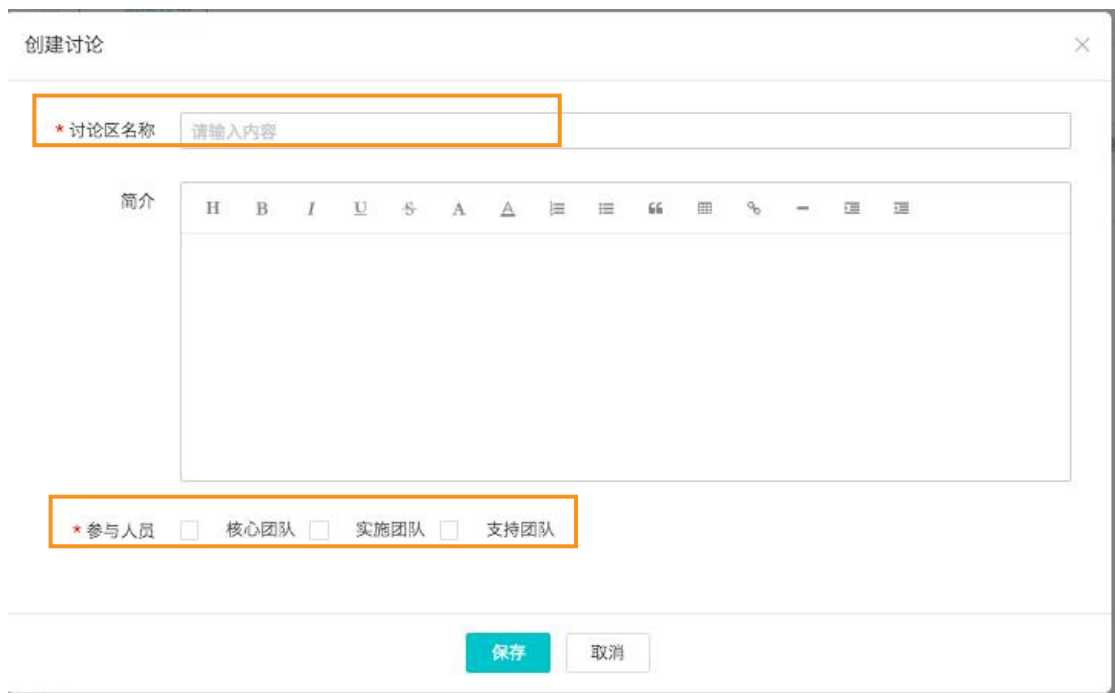 创建讨论
* 讨论区名称 请输入内容
简介
H B I U S A A
* 参与人员 核心团队 实施团队 支持团队
保存 取消